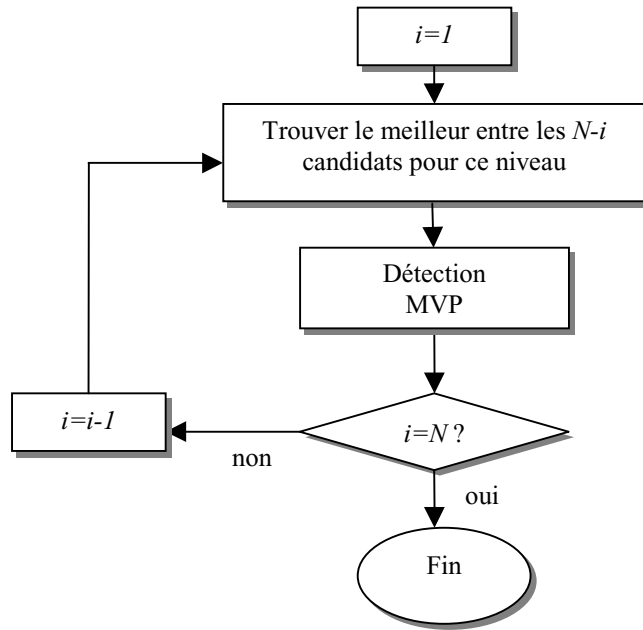 i=1
Trouver le meilleur entre les N-i
candidats pour ce niveau
Détection
MVP
i=i-1
i=N ?
non
oui
Fin